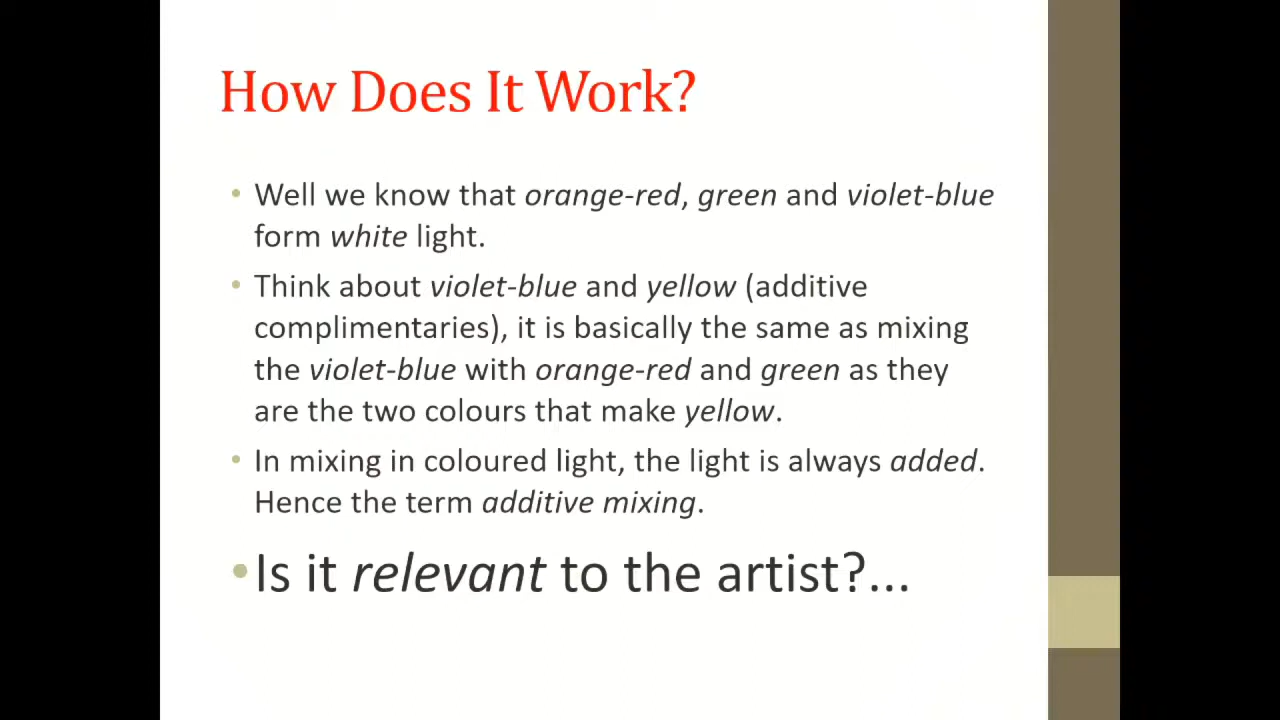 How Does It Work?
• Well we know that orange-red, green and violet-blue
form white light.
• Think about violet-blue and yellow (additive
complimentaries), it is basically the same as mixing
the violet-blue with orange-red and green as they
are the two colours that make yellow.
• In mixing in coloured light, the light is always added.
Hence the term additive mixing.
• Is it relevant to the artist?...